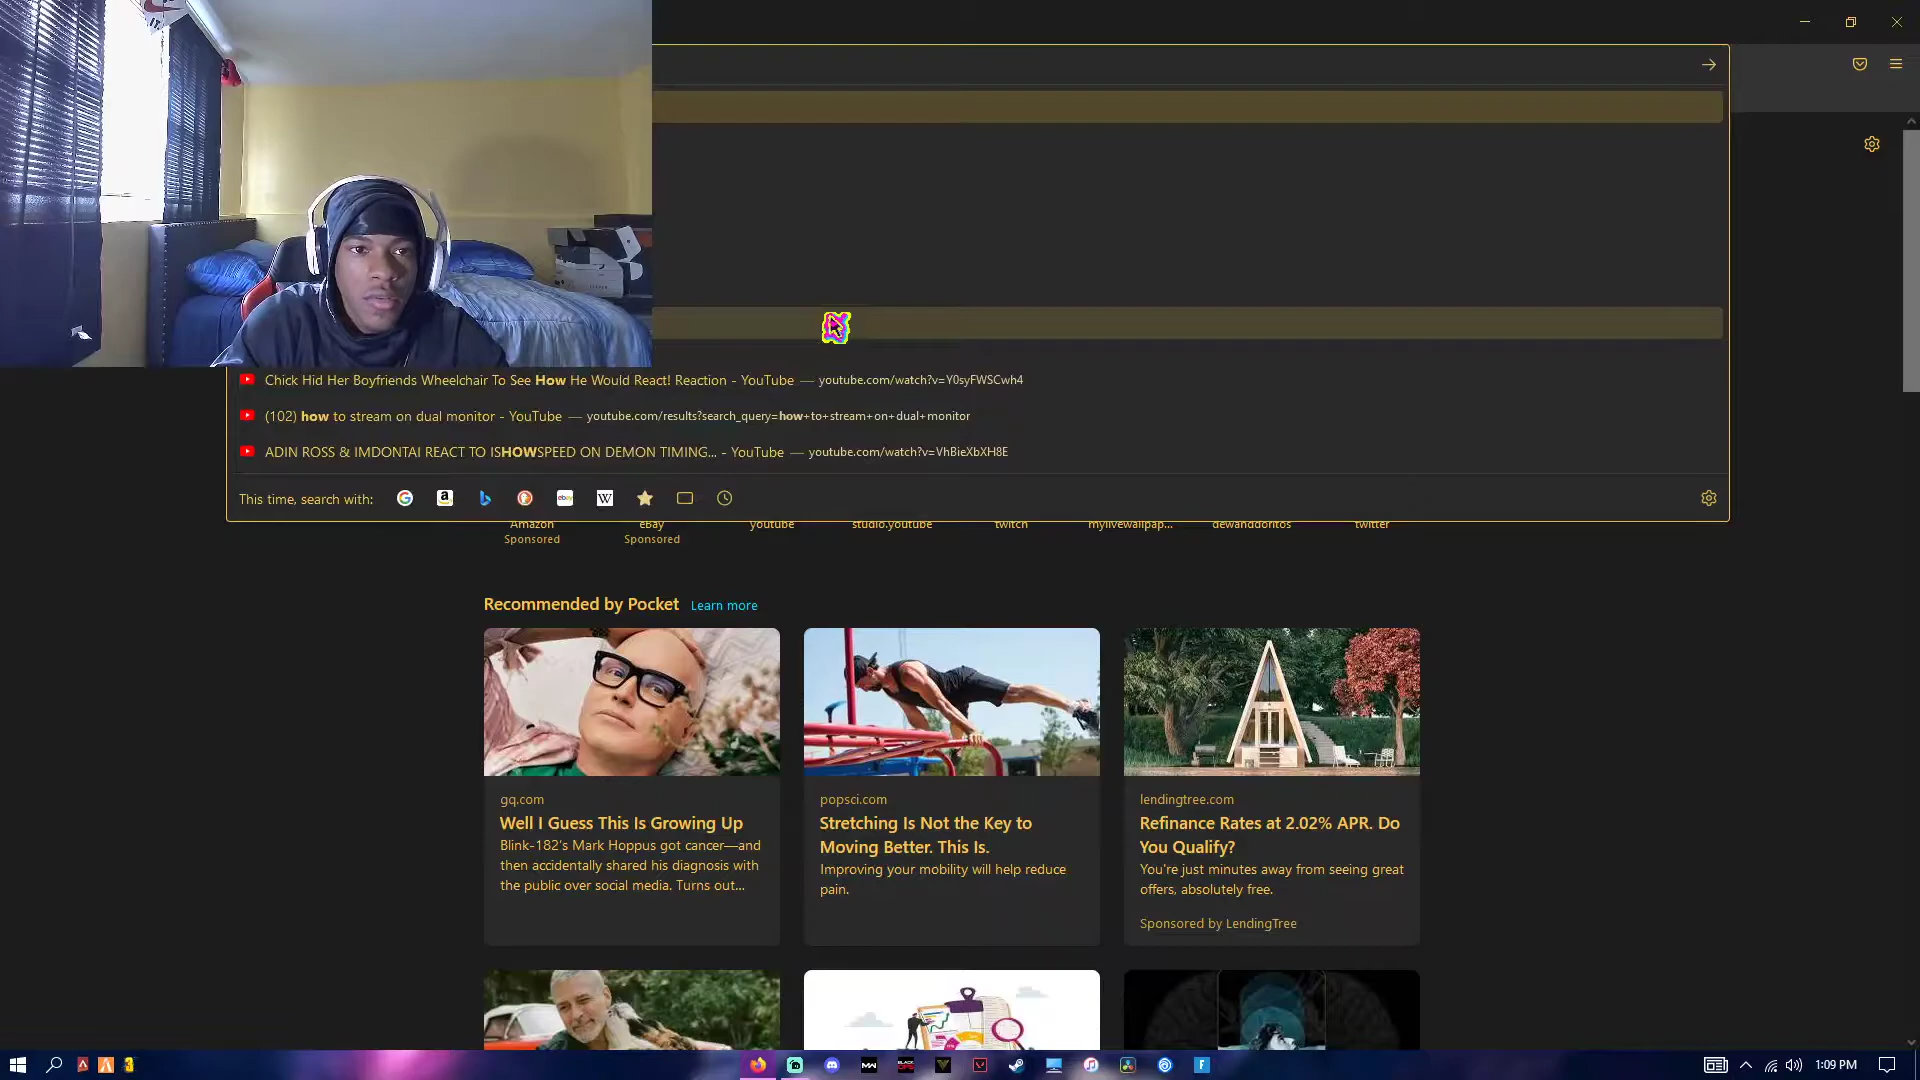 Chick Hid Her Boyfriends Wheelchair To See How He Would React! Reaction - YouTube — youtube.com/watch?v=Y0syFWSCwh4
(102) how to stream on dual monitor - YouTube — youtube.com/results?search_query=how+to+stream+on+dual+monitor
ADIN ROSS & IMDONTAI REACT TO ISHOWSPEED ON DEMON TIMING... - YouTube — youtube.com/watch?v=VhBieXbXH8E
This time, search with:
Amazon eBay youtube studio.youtube twitch mylivewallpap... dewanddoritos twitter
Sponsored Sponsored
Recommended by Pocket Learn more
gq.com
Well I Guess This Is Growing Up
Blink-182's Mark Hoppus got cancer—and
then accidentally shared his diagnosis with
the public over social media. Turns out...
popsci.com
Stretching Is Not the Key to
Moving Better. This Is.
Improving your mobility will help reduce
pain.
lendingtree.com
Refinance Rates at 2.02% APR. Do
You Qualify?
You're just minutes away from seeing great
offers, absolutely free.
Sponsored by LendingTree
1:09 PM